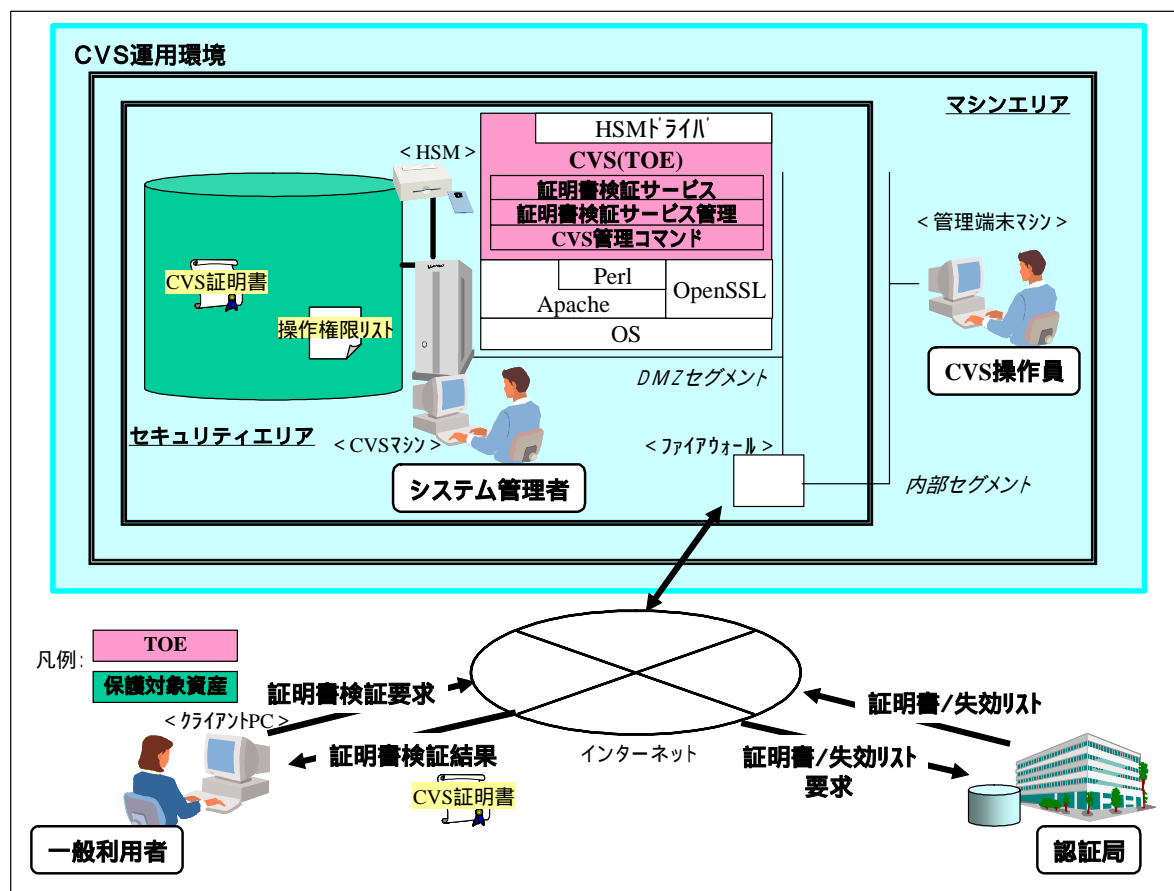 CVS運用環境
マシンエリア
HSMドライバ
<HSM>
CVS(TOE)
証明書検証サービス
証明書検証サービス管理
CVS管理コマンド
Perl
Apache
OpenSSL
OS
CVS証明書
操作権限リスト
<管理端末マシン>
CVS操作員
DMZセグメント
セキュリティエリア
<CVSマシン>
<ファイアウォール>
システム管理者
内部セグメント
凡例:
TOE
保護対象資産
証明書検証要求
<クライアントPC>
証明書検証結果
CVS証明書
一般利用者
インターネット
証明書/失効リスト
証明書/失効リスト
要求
認証局